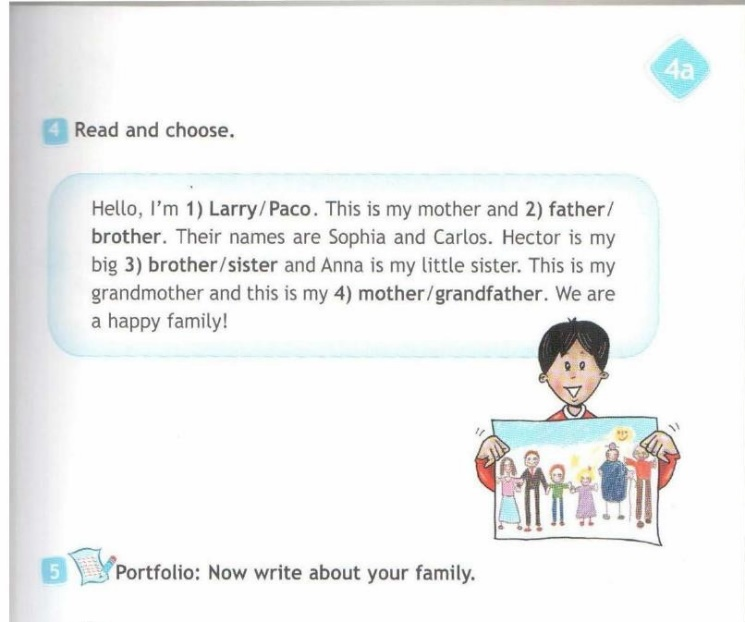 4a
4 Read and choose.
Hello, I'm 1) Larry/Paco. This is my mother and 2) father/
brother. Their names are Sophia and Carlos. Hector is my
big 3) brother/sister and Anna is my little sister. This is my
grandmother and this is my 4) mother/grandfather. We are
a happy family!
5 Portfolio: Now write about your family.